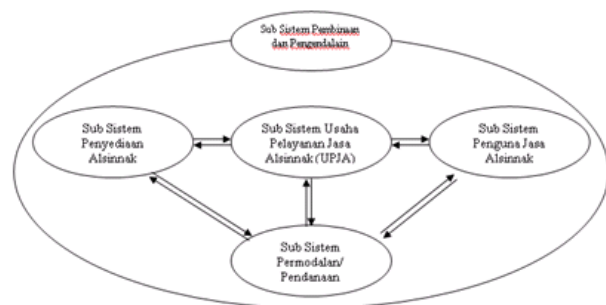 Sub Sistem Pembinaan
dan Pengendalain
Sub Sistem
Penyediaan
Alsinnak
Sub Sistem Usaha
Pelayanan Jasa
Alsinnak (UPJA)
Sub Sistem
Penguna Jasa
Alsinnak
Sub Sistem
Permodalan/
Pendanaan